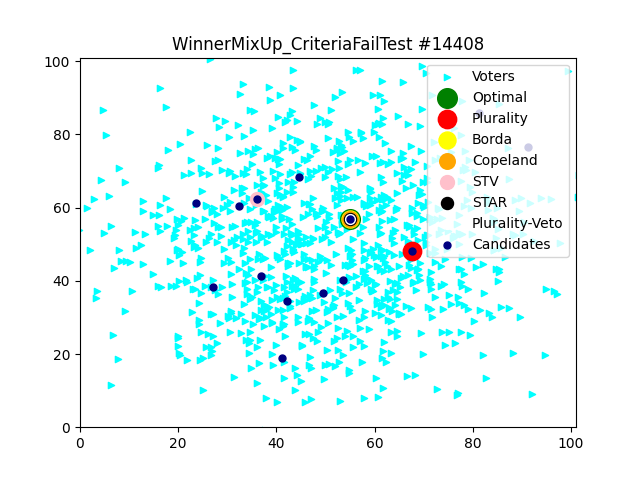 WinnerMixUp_CriteriaFailTest #14408
100
80
60
40
20
0
0 20 40 60 80 100
Voters
Optimal
Plurality
Borda
Copeland
STV
STAR
Plurality-Veto
Candidates